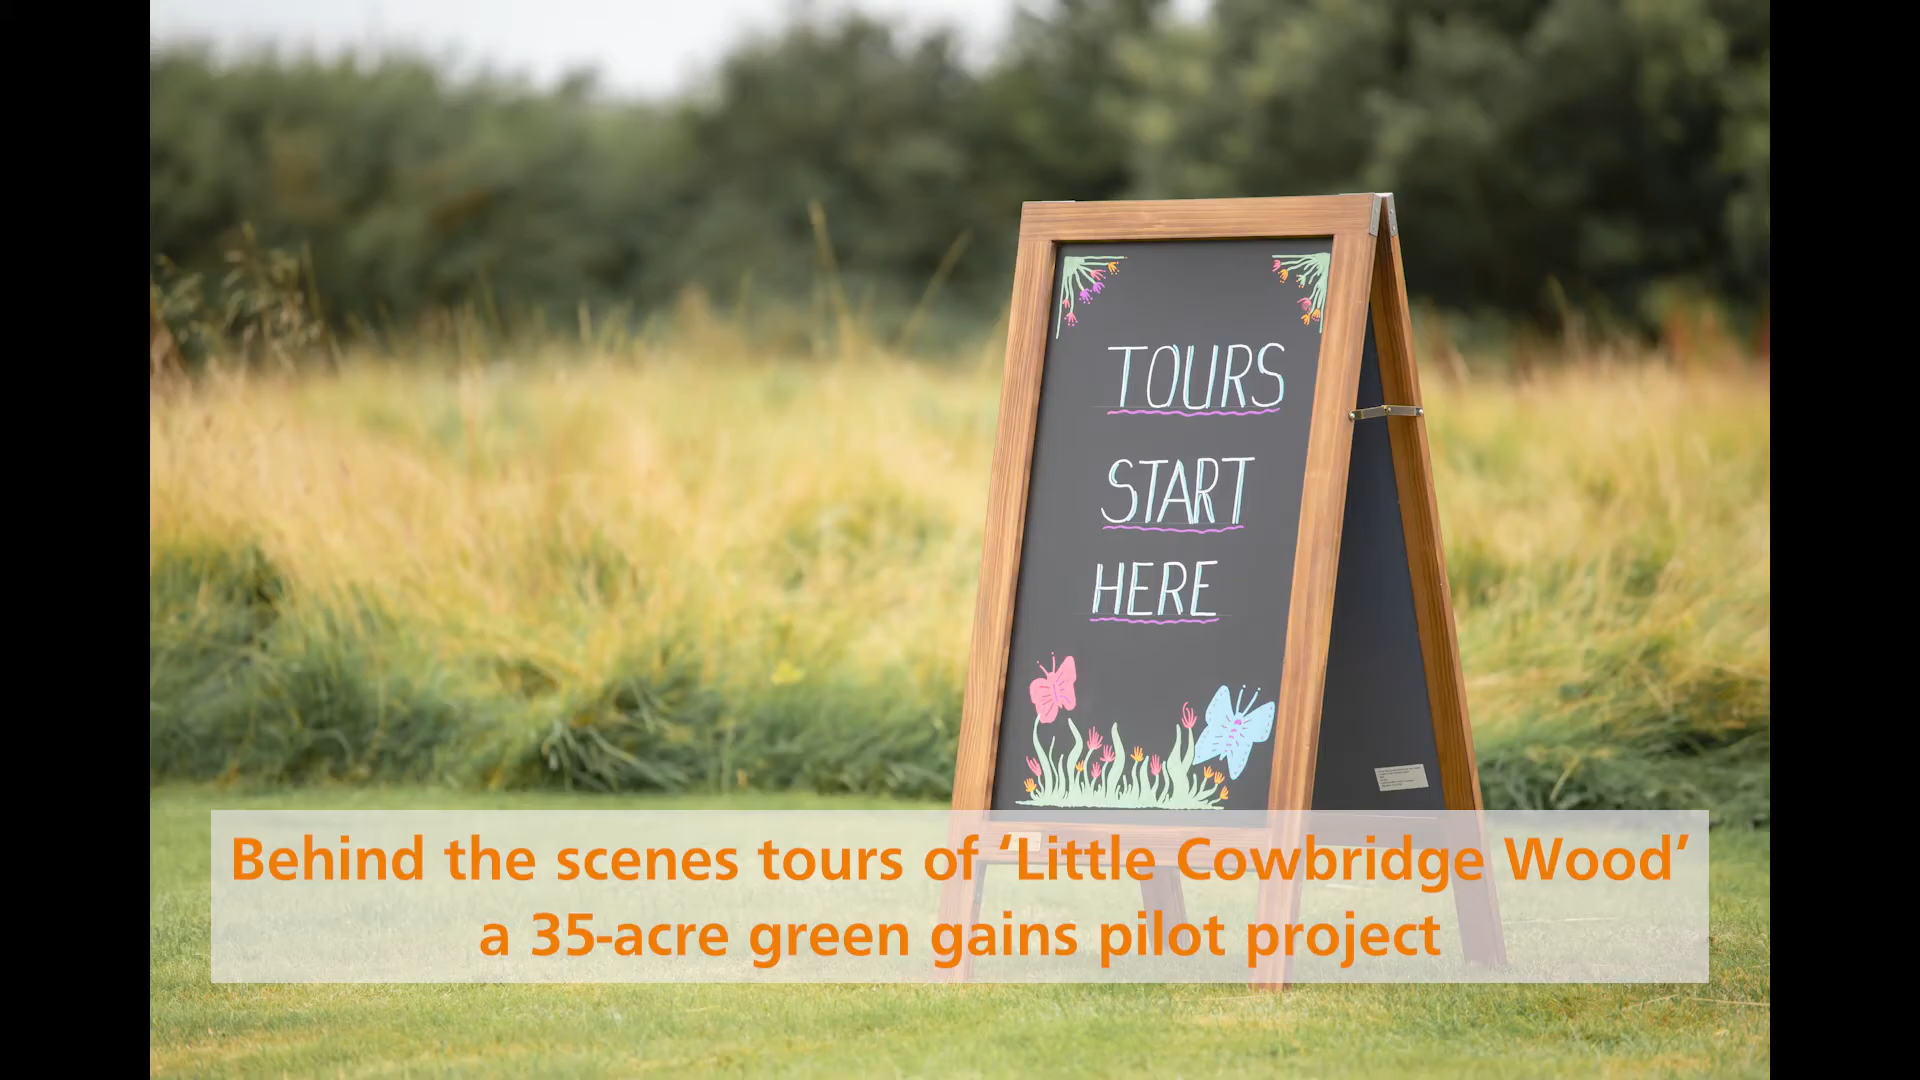 TOURS
START
HERE
Behind the scenes tours of ‘Little Cowbridge Wood’
a 35-acre green gains pilot project